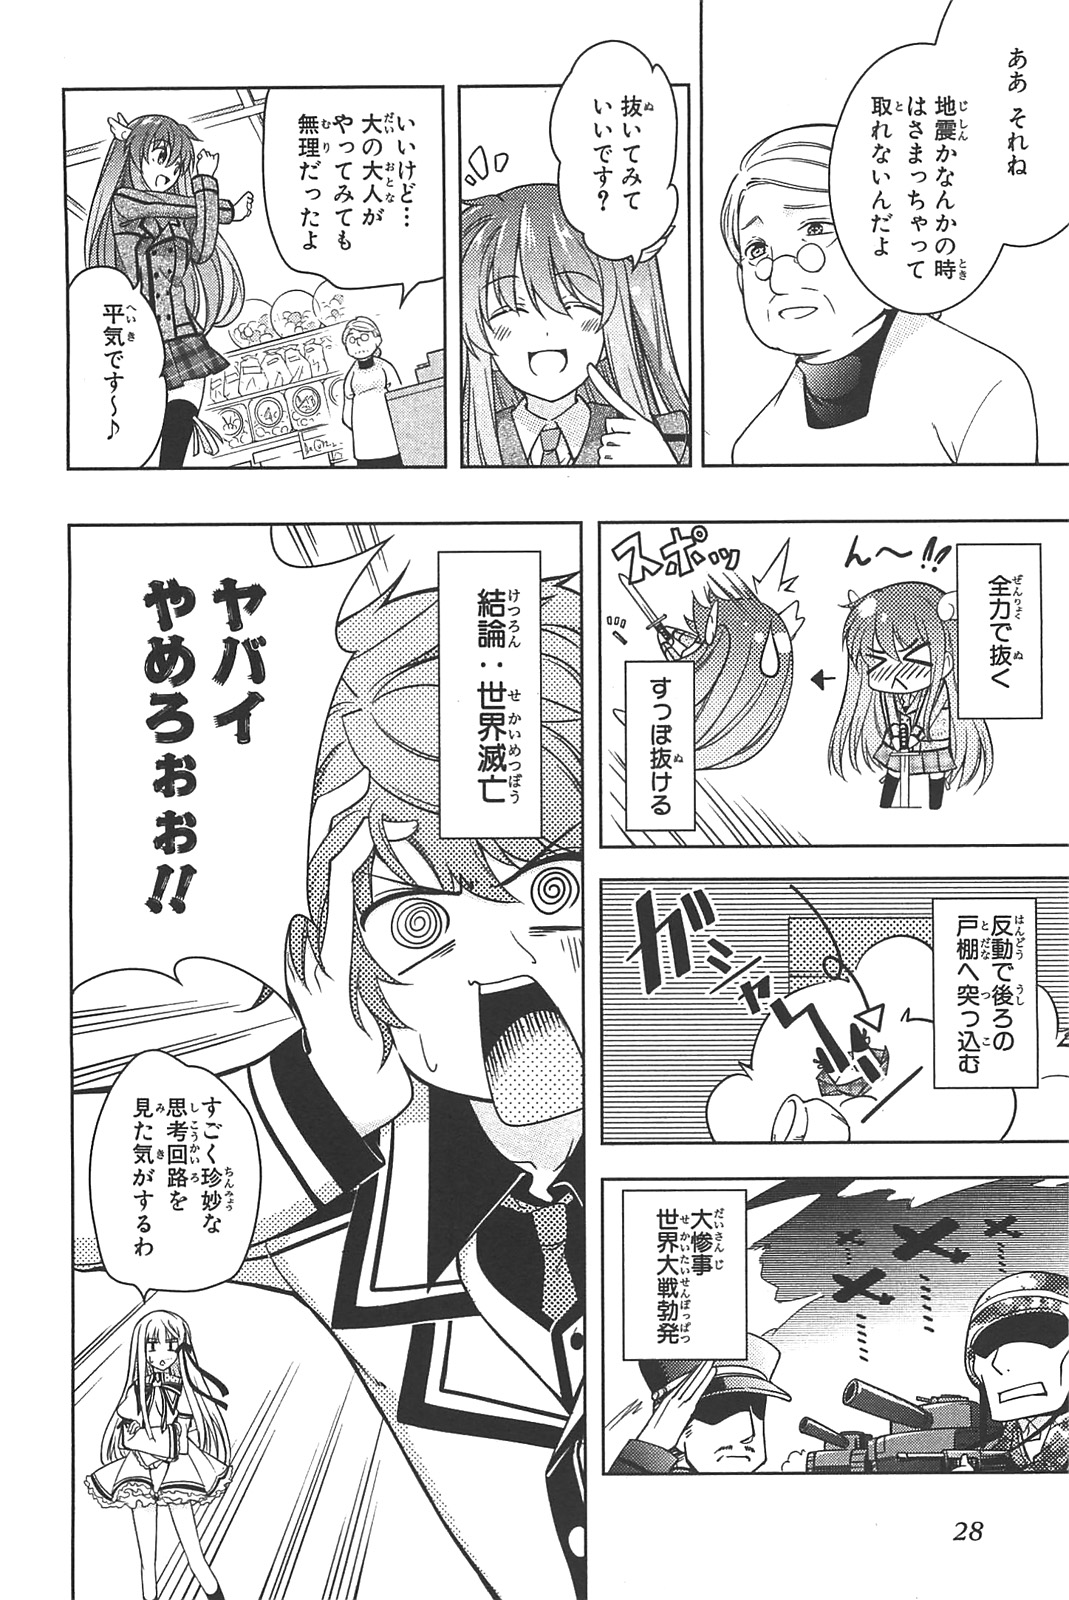 ああ それね
地震かなんかの時
はさまっちゃって
取れないんだよ
抜いてみて
いいです?
いいけど…
大の大人が
やってみても
無理だったよ
平気です～♪
全力で抜く
ん～!!
スポッ
すっぽ抜ける
反動で後ろの
戸棚へ突っ込む
ガシャァァ
大惨事
世界大戦勃発
結論：世界滅亡
ヤバイ
やめろぉぉ!!
すごく珍妙な
思考回路を
見た気がするわ
28